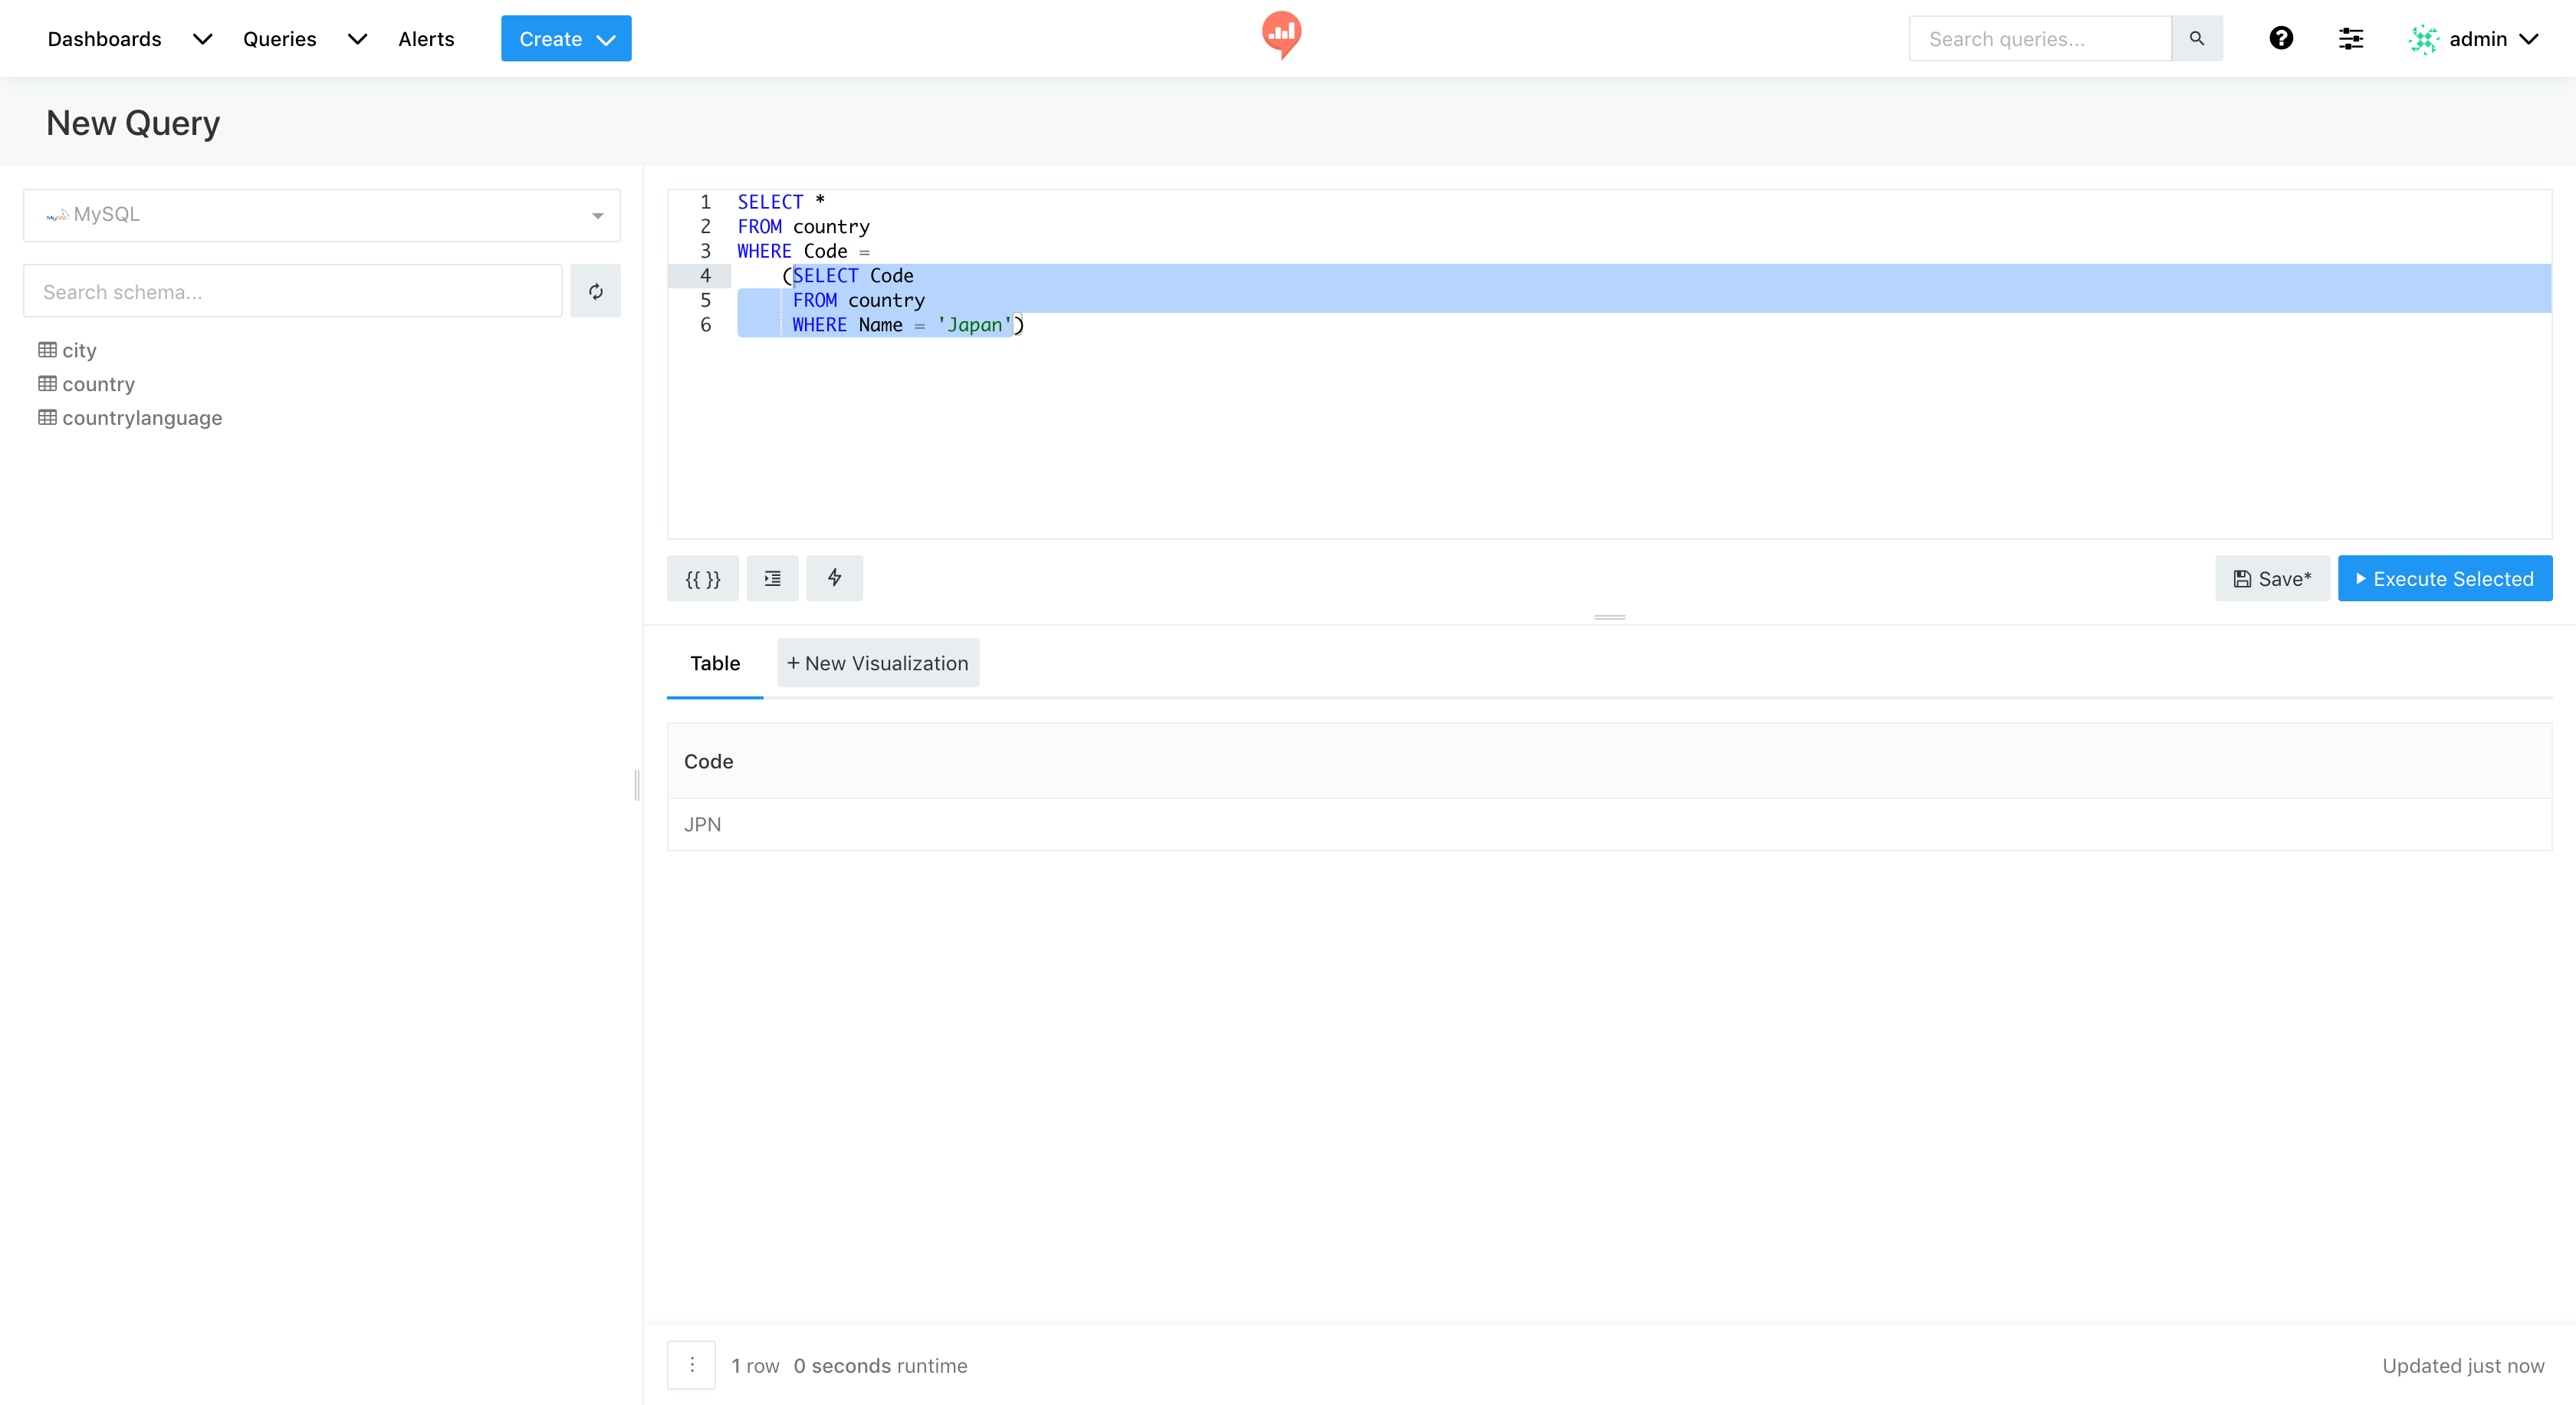 Dashboards Queries Alerts Create Search queries... admin
New Query
MySQL
Search schema...
city
country
countrylanguage
1 SELECT *
2 FROM country
3 WHERE Code =
4 (SELECT Code
5 FROM country
6 WHERE Name = 'Japan')
{{ }} Save* Execute Selected
Table + New Visualization
Code
JPN
1 row 0 seconds runtime Updated just now